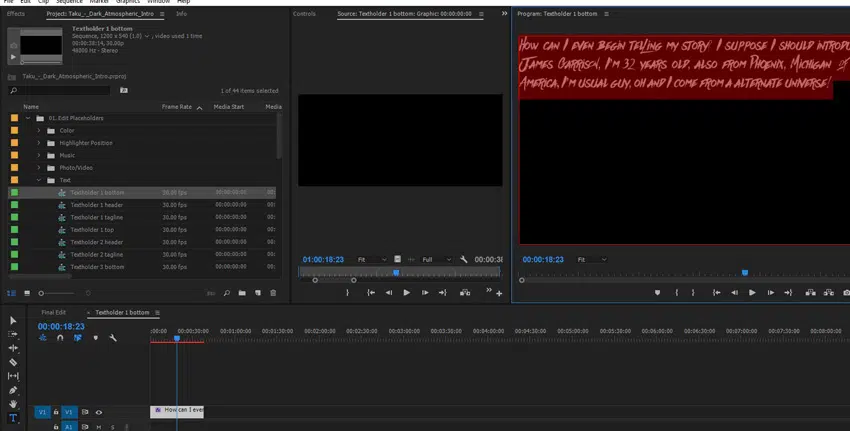 File Edit Clip Sequence Marker Graphics Window Help
Effects Project: Taku_-_Dark_Atmospheric_Intro Info
Textholder 1 bottom
Sequence, 1200 x 540 (1.0) , video used 1 time
00:00:38:14, 30.00p
48000 Hz - Stereo
Taku_-_Dark_Atmospheric_Intro.prproj
1 of 44 items selected
Name Frame Rate Media Start Media
01. Edit Placeholders
Color
Highlighter Position
Music
Photo/Video
Text
Textholder 1 bottom 30.00 fps 00:00:00:00 00:
Textholder 1 header 30.00 fps 00:00:00:00 00:
Textholder 1 tagline 30.00 fps 00:00:00:00 00:
Textholder 1 top 30.00 fps 00:00:00:00 00:
Textholder 2 header 30.00 fps 00:00:00:00 00:
Textholder 2 tagline 30.00 fps 00:00:00:00 00:
Textholder 3 bottom 30.00 fps 00:00:00:00 00:
Controls Source: Textholder 1 bottom: Graphic: 00:00:00:00
01:00:18:23 Fit Full 00:00:38
Program: Textholder 1 bottom
How can I even begin telling my story I suppose I should introdu
James Garrison, I'm 32 years old, also from Phoenix, Michigan of
America, I'm usual guy, oh and I come from a alternate universe!
00:00:18:23 Fit
Final Edit Textholder 1 bottom
00:00:18:23
:00:00 00:00:30:00 00:01:00:00 00:01:30:00 00:02:00:00 00:02:30:00 00:03:00:00 00:03:30:00 00:04:00:00 00:04:30:00 00:05:00:00 00:05:30:00 00:06:00:00 00:06:30:00 00:07:00:00 00:07:30:00 00:08:00:00
V1 V1 How can I ever
A1 M S